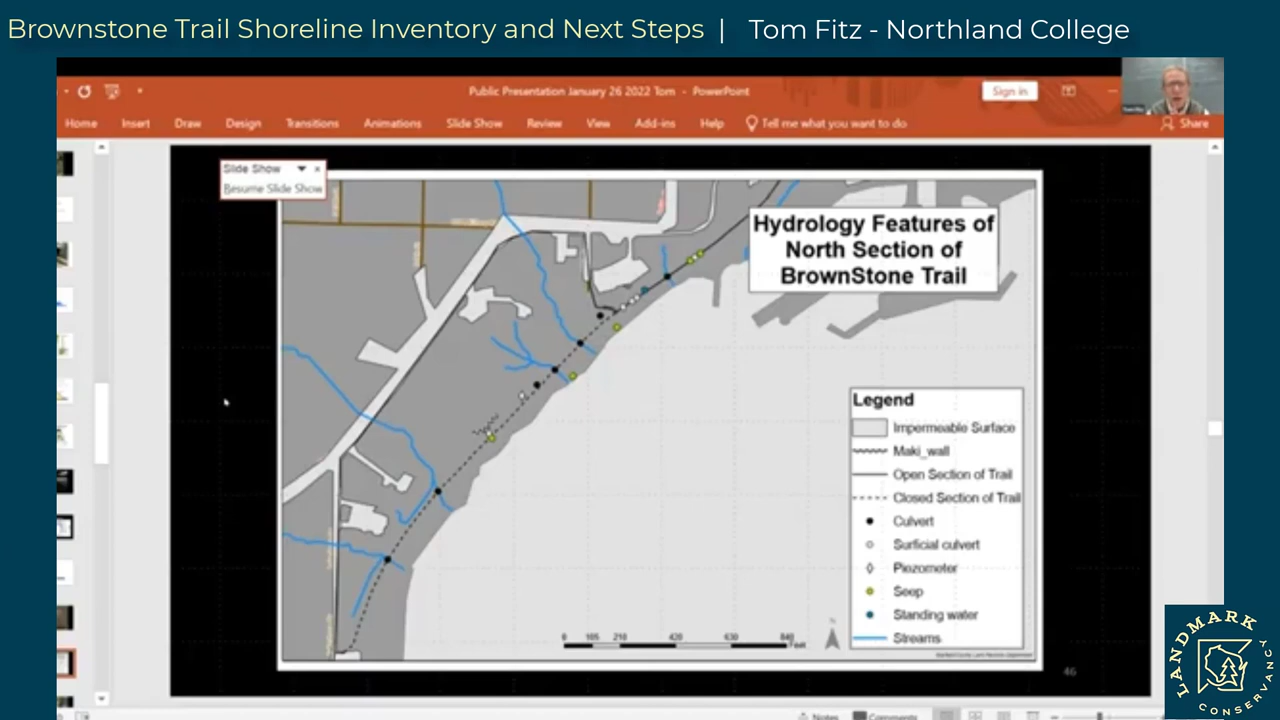 Brownstone Trail Shoreline Inventory and Next Steps | Tom Fitz - Northland College
Public Presentation January 26 2022 Tom - PowerPoint
Sign in
Home Insert Draw Design Transitions Animations Slide Show Review View Add-ins Help Tell me what you want to do
Share
Slide Show
Resume Slide Show
Hydrology Features of
North Section of
BrownStone Trail
Legend
Impermeable Surface
Maki_wall
Open Section of Trail
Closed Section of Trail
Culvert
Surficial culvert
Piezometer
Seep
Standing water
Streams
0 105 210 420 630 840
Feet
46
Notes Comments
LANDMARK
CONSERVANCY